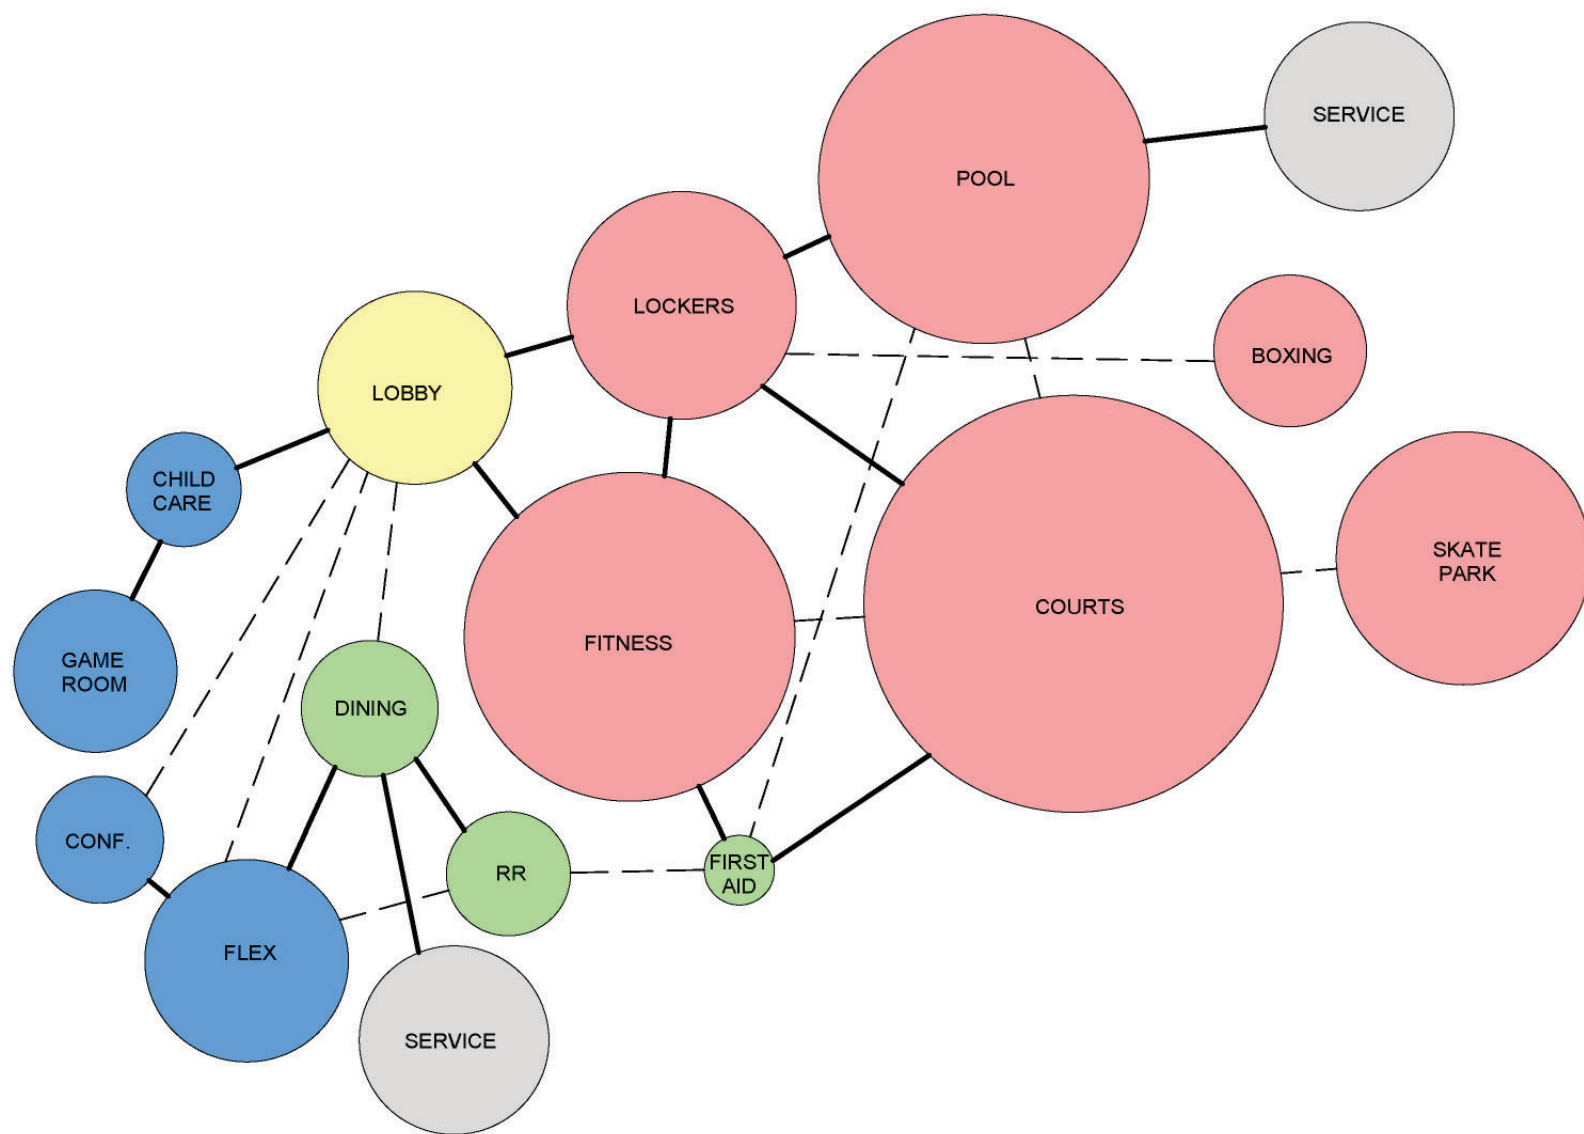 SERVICE
POOL
LOCKERS
BOXING
LOBBY
CHILD
CARE
SKATE
PARK
COURTS
FITNESS
GAME
ROOM
DINING
CONF.
RR
FIRST
AID
FLEX
SERVICE